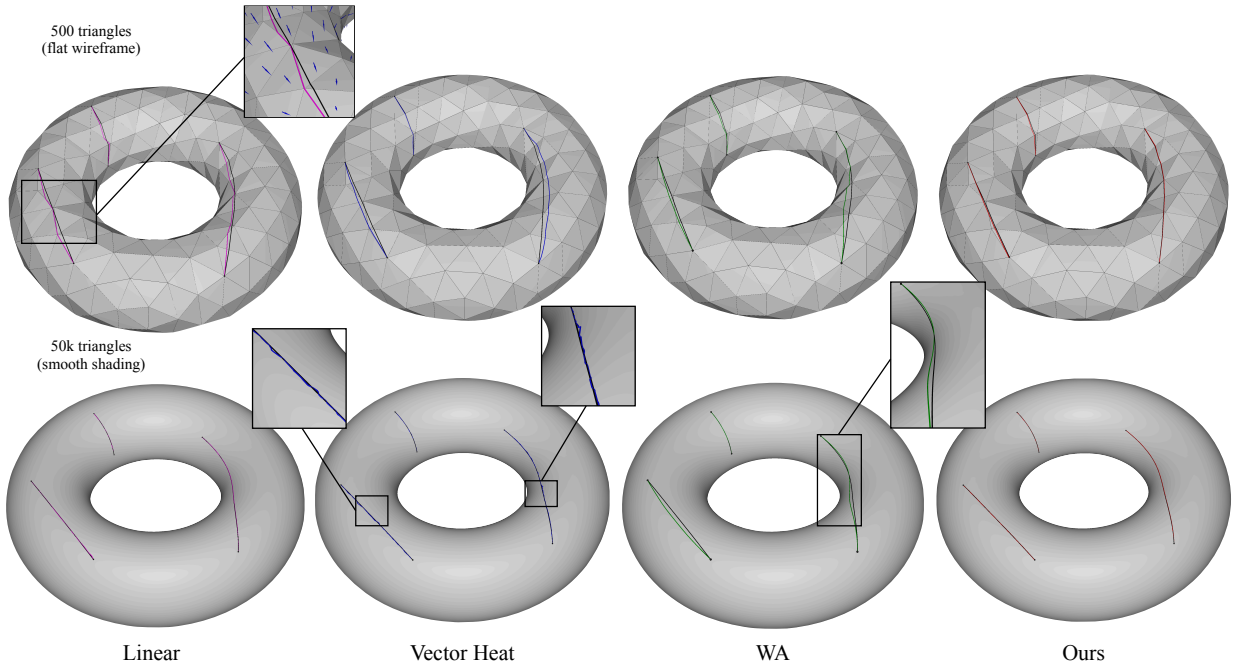 500 triangles
(flat wireframe)
50k triangles
(smooth shading)
Linear
Vector Heat
WA
Ours